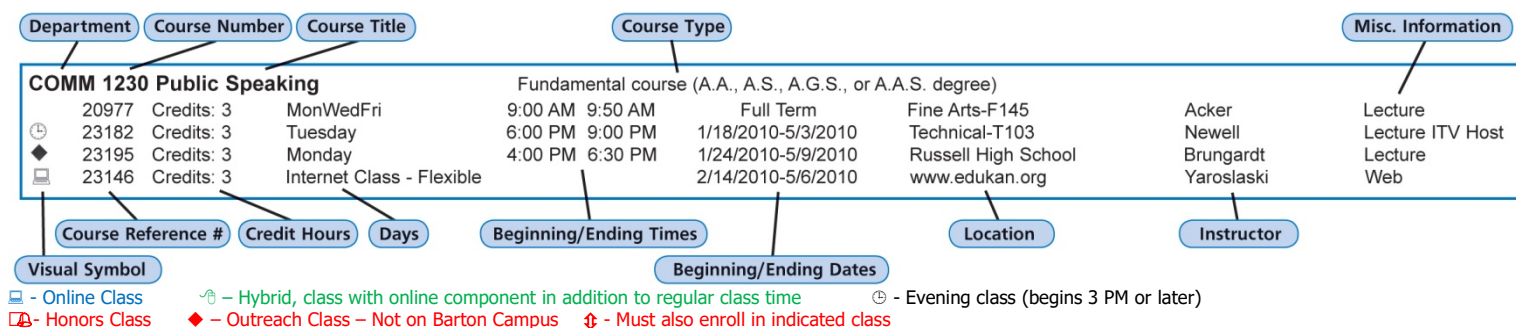 Department Course Number Course Title Course Type Misc. Information
COMM 1230 Public Speaking Fundamental course (A.A., A.S., A.G.S., or A.A.S. degree)
20977 Credits: 3 MonWedFri 9:00 AM 9:50 AM Full Term Fine Arts-F145 Acker Lecture
23182 Credits: 3 Tuesday 6:00 PM 9:00 PM 1/18/2010-5/3/2010 Technical-T103 Newell Lecture ITV Host
23195 Credits: 3 Monday 4:00 PM 6:30 PM 1/24/2010-5/9/2010 Russell High School Brungardt Lecture
23146 Credits: 3 Internet Class - Flexible 2/14/2010-5/6/2010 www.edukan.org Yaroslaski Web
Course Reference # Credit Hours Days Beginning/Ending Times Location Instructor
Visual Symbol Beginning/Ending Dates
- Online Class – Hybrid, class with online component in addition to regular class time - Evening class (begins 3 PM or later)
- Honors Class – Outreach Class – Not on Barton Campus - Must also enroll in indicated class